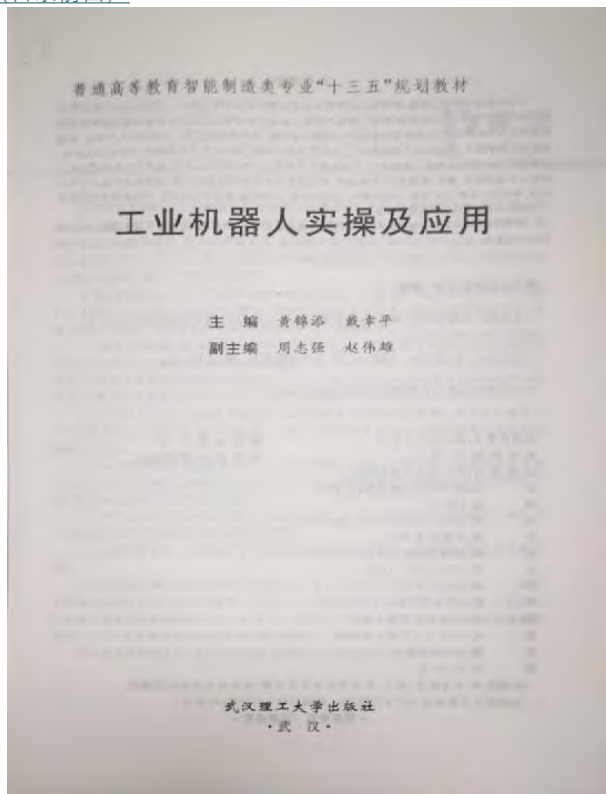 普通高等教育智能制造类专业“十三五”规划教材
工业机器人实操及应用
主 编 黄锦添 戴幸平
副主编 周志强 赵伟雄
武汉理工大学出版社
·武 汉·